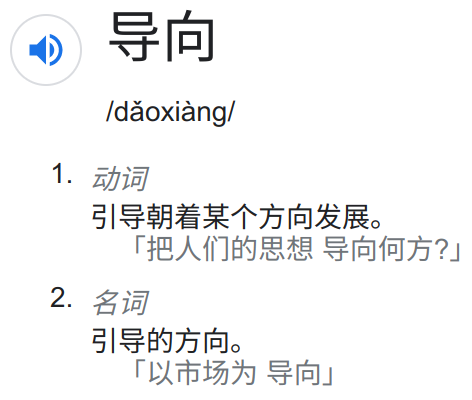 导向
/dǎoxiàng/
1. 动词
引导朝着某个方向发展。
「把人们的思想 导向何方?」
2. 名词
引导的方向。
「以市场为 导向」